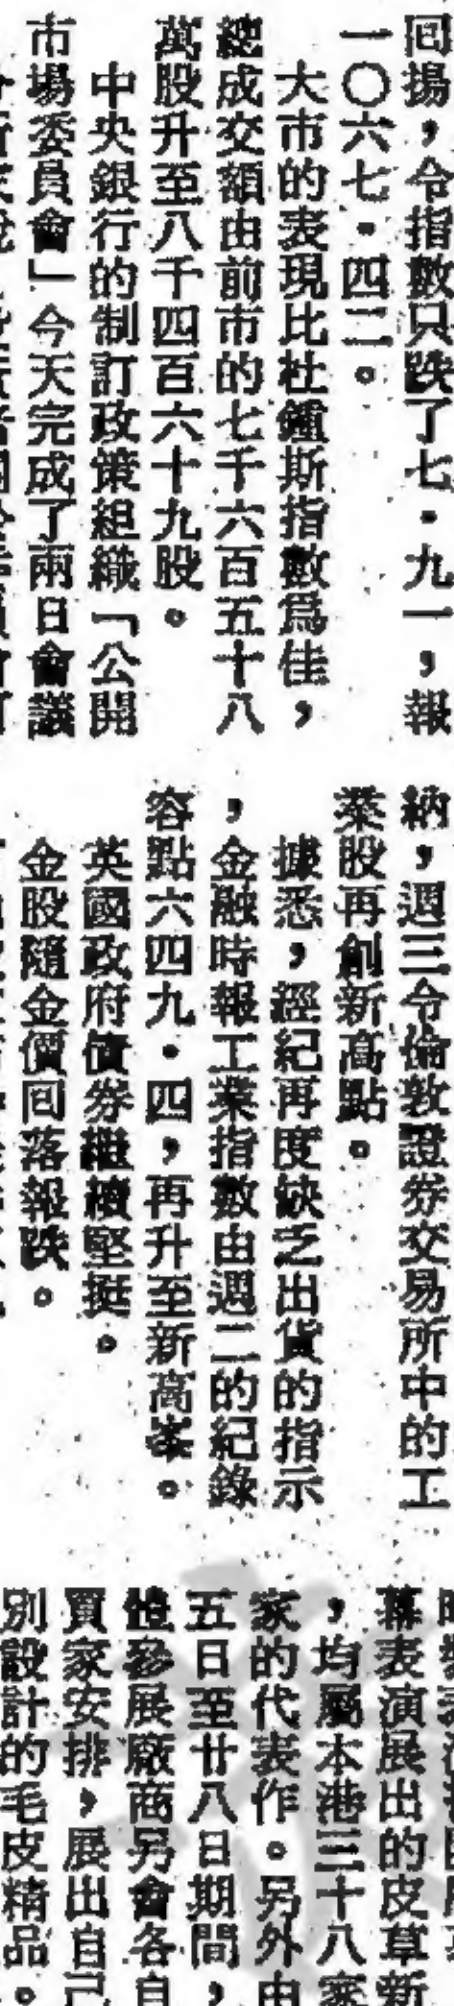 回揚，令指數只跌了七．九一，報
一〇六七．四二。
大市的表現比杜鍾斯指數爲佳，
總成交額由前市的七千六百五十八
萬股升至八千四百六十九股。
中央銀行的制訂政策組織「公開
市場委員會」今天完成了兩日會議
納，週三令倫敦證券交易所中的工
業股再創新高點。
據悉，經紀再度缺乏出貨的指示
，金融時報工業指數由週二的紀錄
容點六四九．四，再升至新高峯。
英國政府債券繼續堅挺。
金股隨金價回落報跌。
幕表演展出的皮草新
，均屬本港三十八家
家的代表作。另外由
五日至廿八日期間，
他參展廠商另會各自
買家安排，展出自己
別設計的毛皮精品。